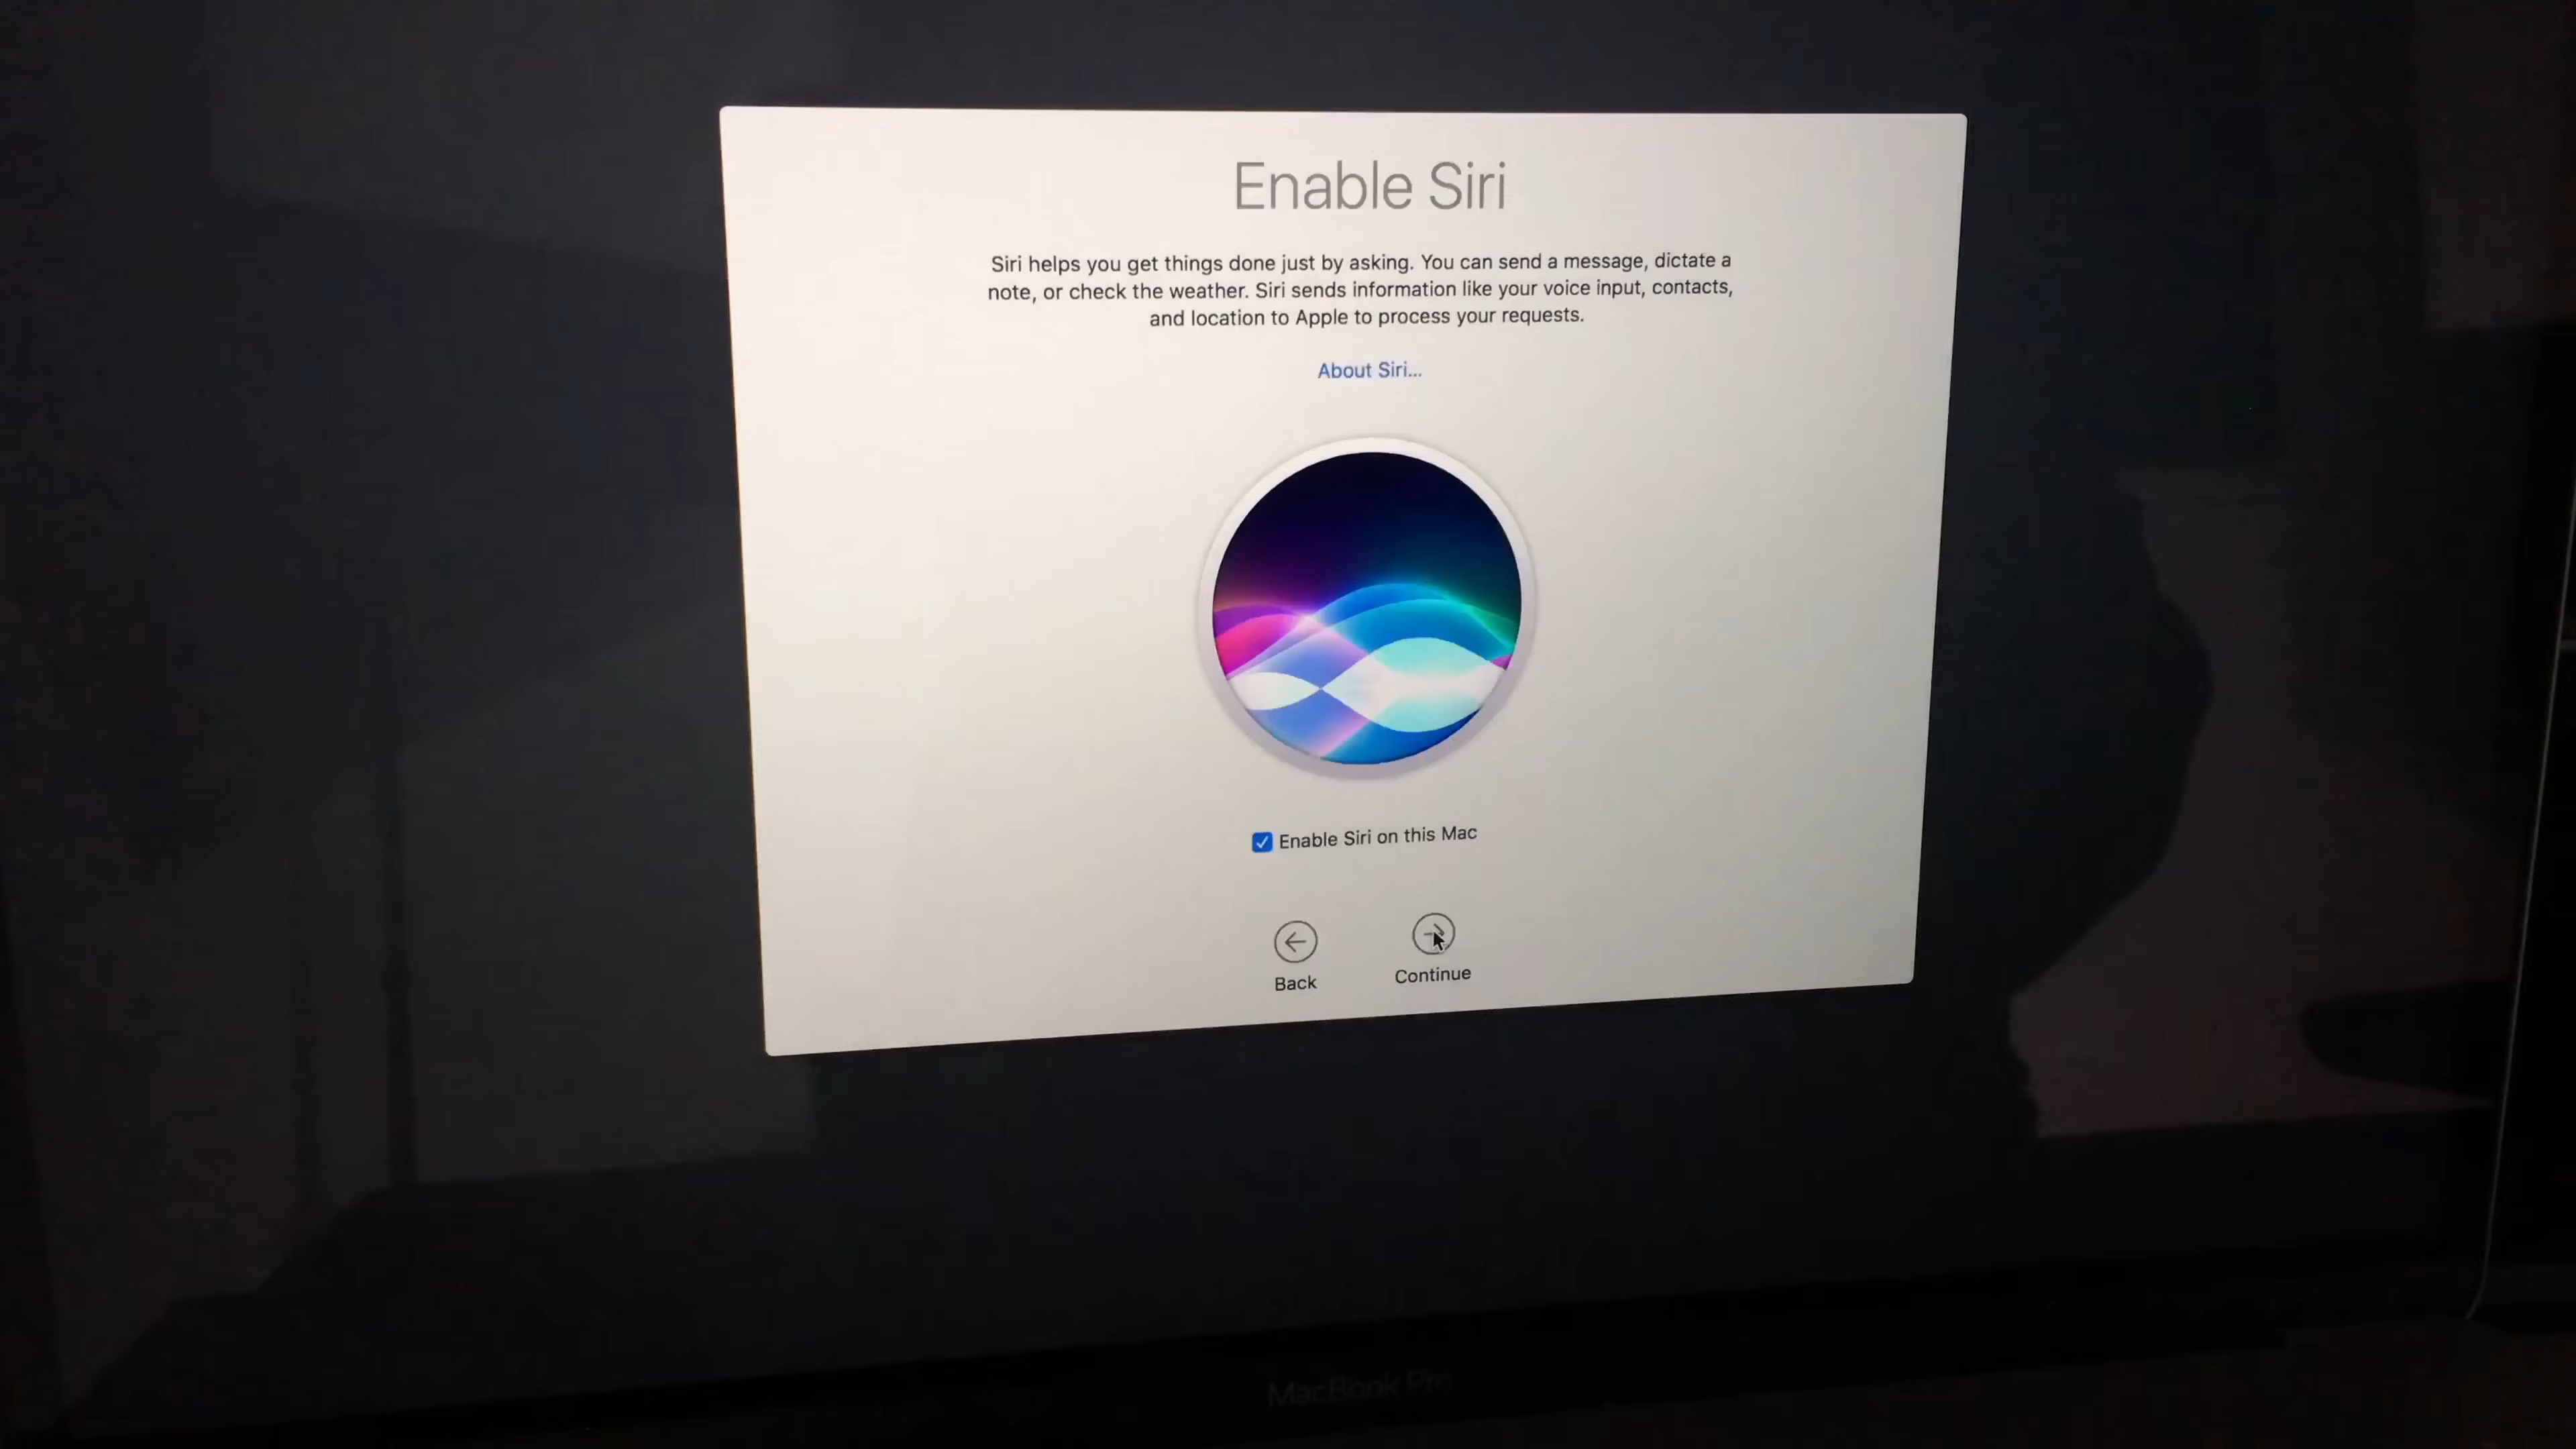 Enable Siri
Siri helps you get things done just by asking. You can send a message, dictate a
note, or check the weather. Siri sends information like your voice input, contacts,
and location to Apple to process your requests.
About Siri...
Enable Siri on this Mac
Back
Continue
MacBook Pro